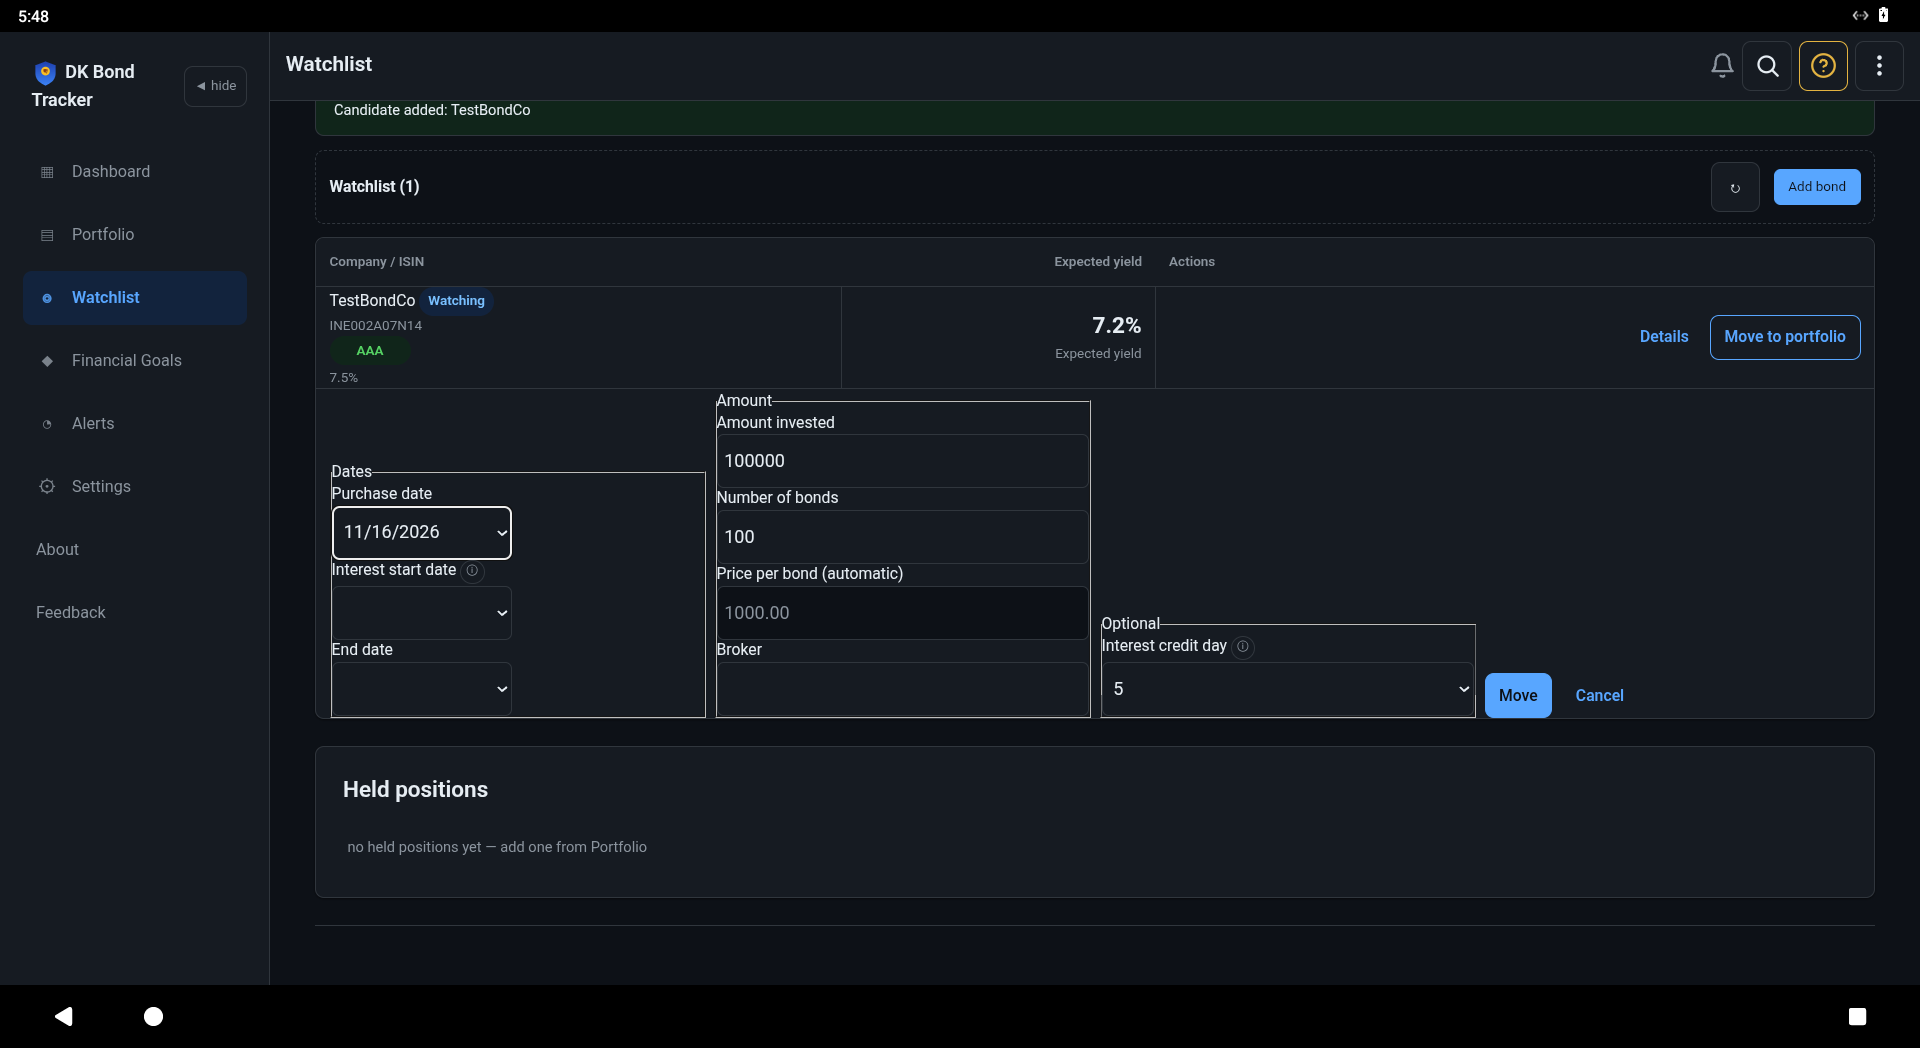 5:48
DK Bond
Tracker
◄ hide
Watchlist
Dashboard
Portfolio
Watchlist
Financial Goals
Alerts
Settings
About
Feedback
Candidate added: TestBondCo
Watchlist (1)
Add bond
Company / ISIN
Expected yield
Actions
TestBondCo Watching
INE002A07N14
AAA
7.5%
7.2%
Expected yield
Details
Move to portfolio
Dates
Purchase date
11/16/2026
Interest start date
End date
Amount
Amount invested
100000
Number of bonds
100
Price per bond (automatic)
1000.00
Broker
Optional
Interest credit day
5
Move
Cancel
Held positions
no held positions yet — add one from Portfolio